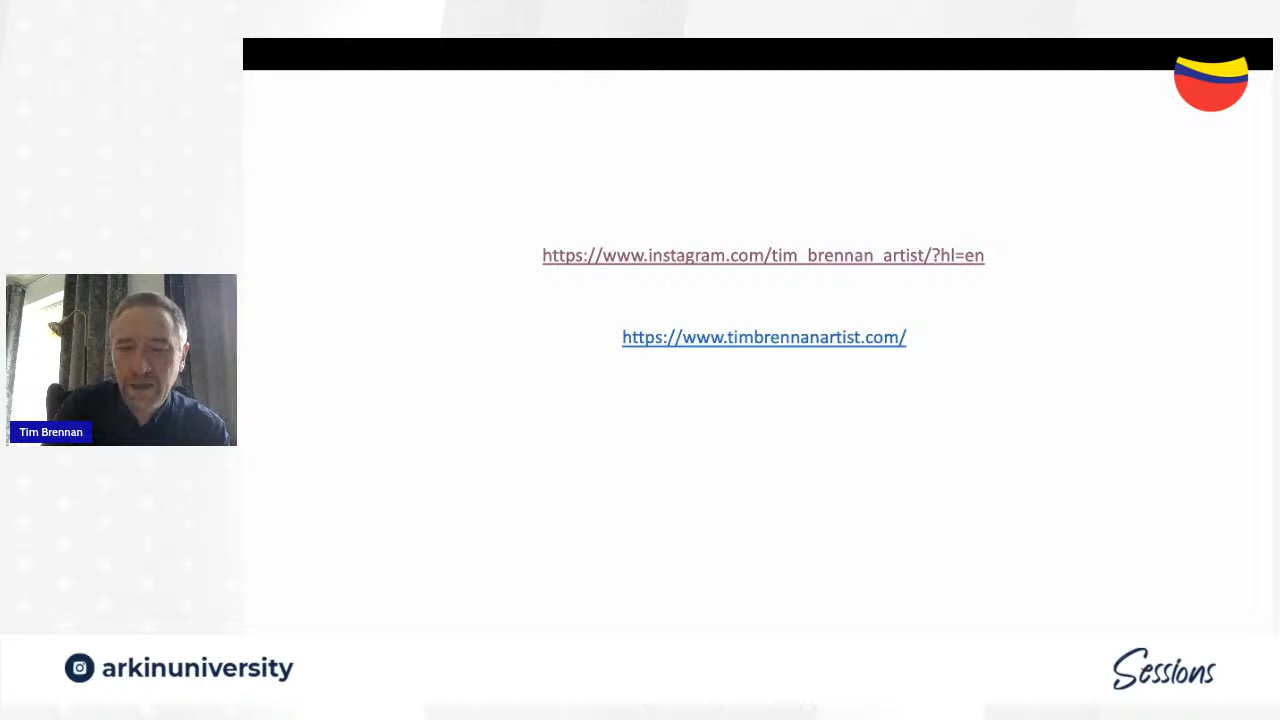 https://www.instagram.com/tim_brennan_artist/?hl=en
https://www.timbrennanartist.com/
Tim Brennan
arkinuniversity
Sessions